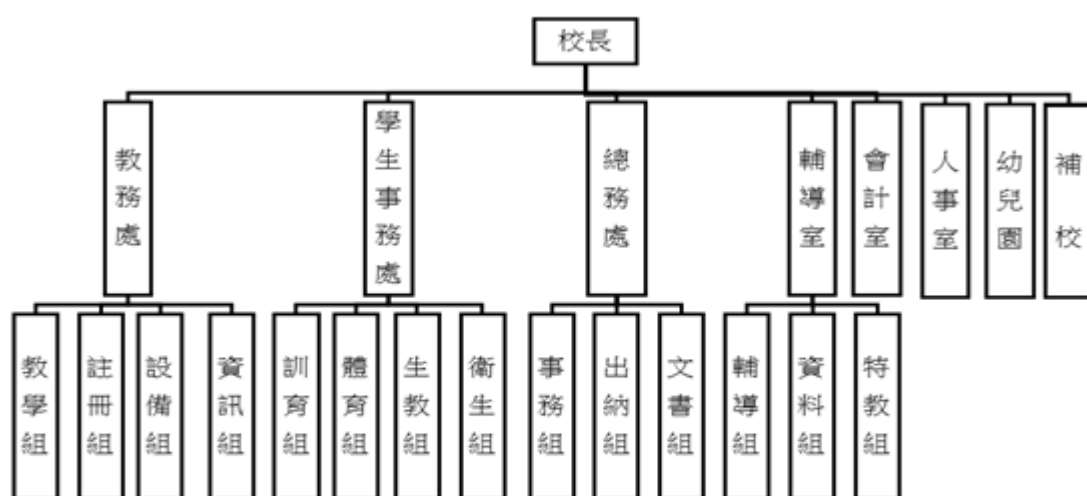 校長
教務處
學生事務處
總務處
輔導室
會計室
人事室
幼兒園
補校
教學組
註冊組
設備組
資訊組
訓育組
體育組
生教組
衛生組
事務組
出納組
文書組
輔導組
資料組
特教組